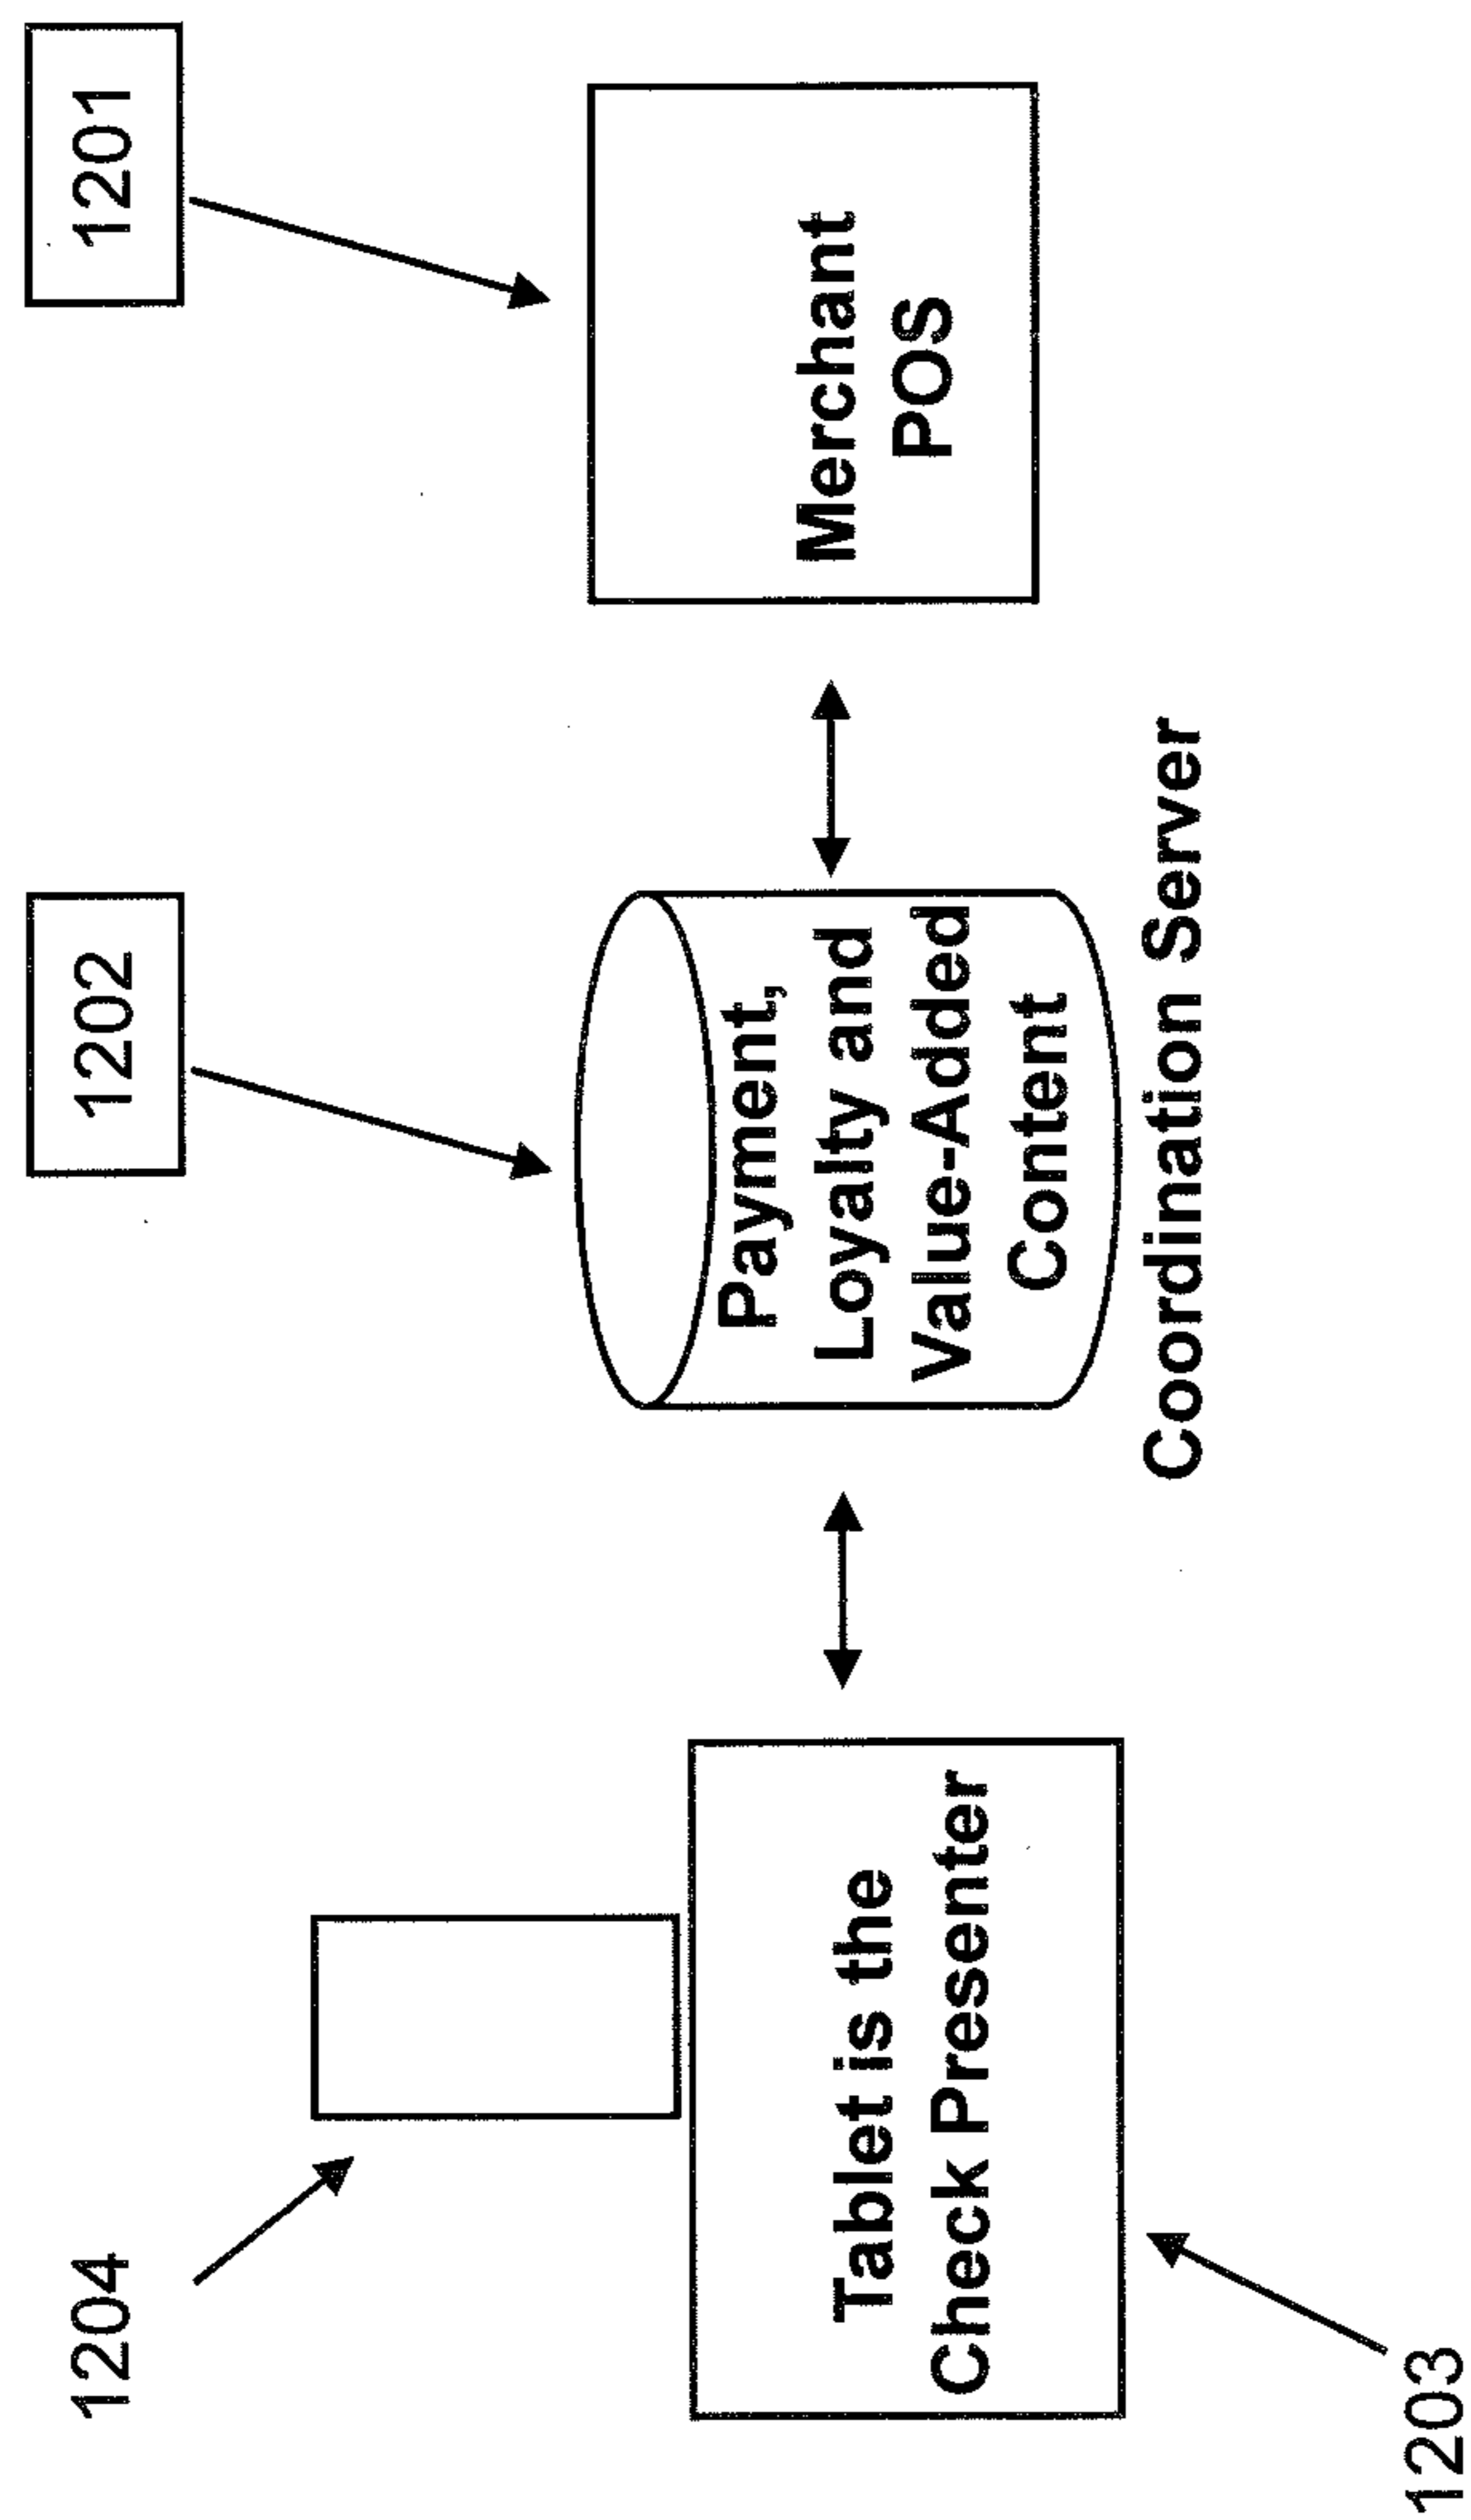 1204
1202
1201
Tablet is the
Check Presenter
Payment,
Loyalty and
Value-Added
Content
Merchant
POS
Coordination Server
1203